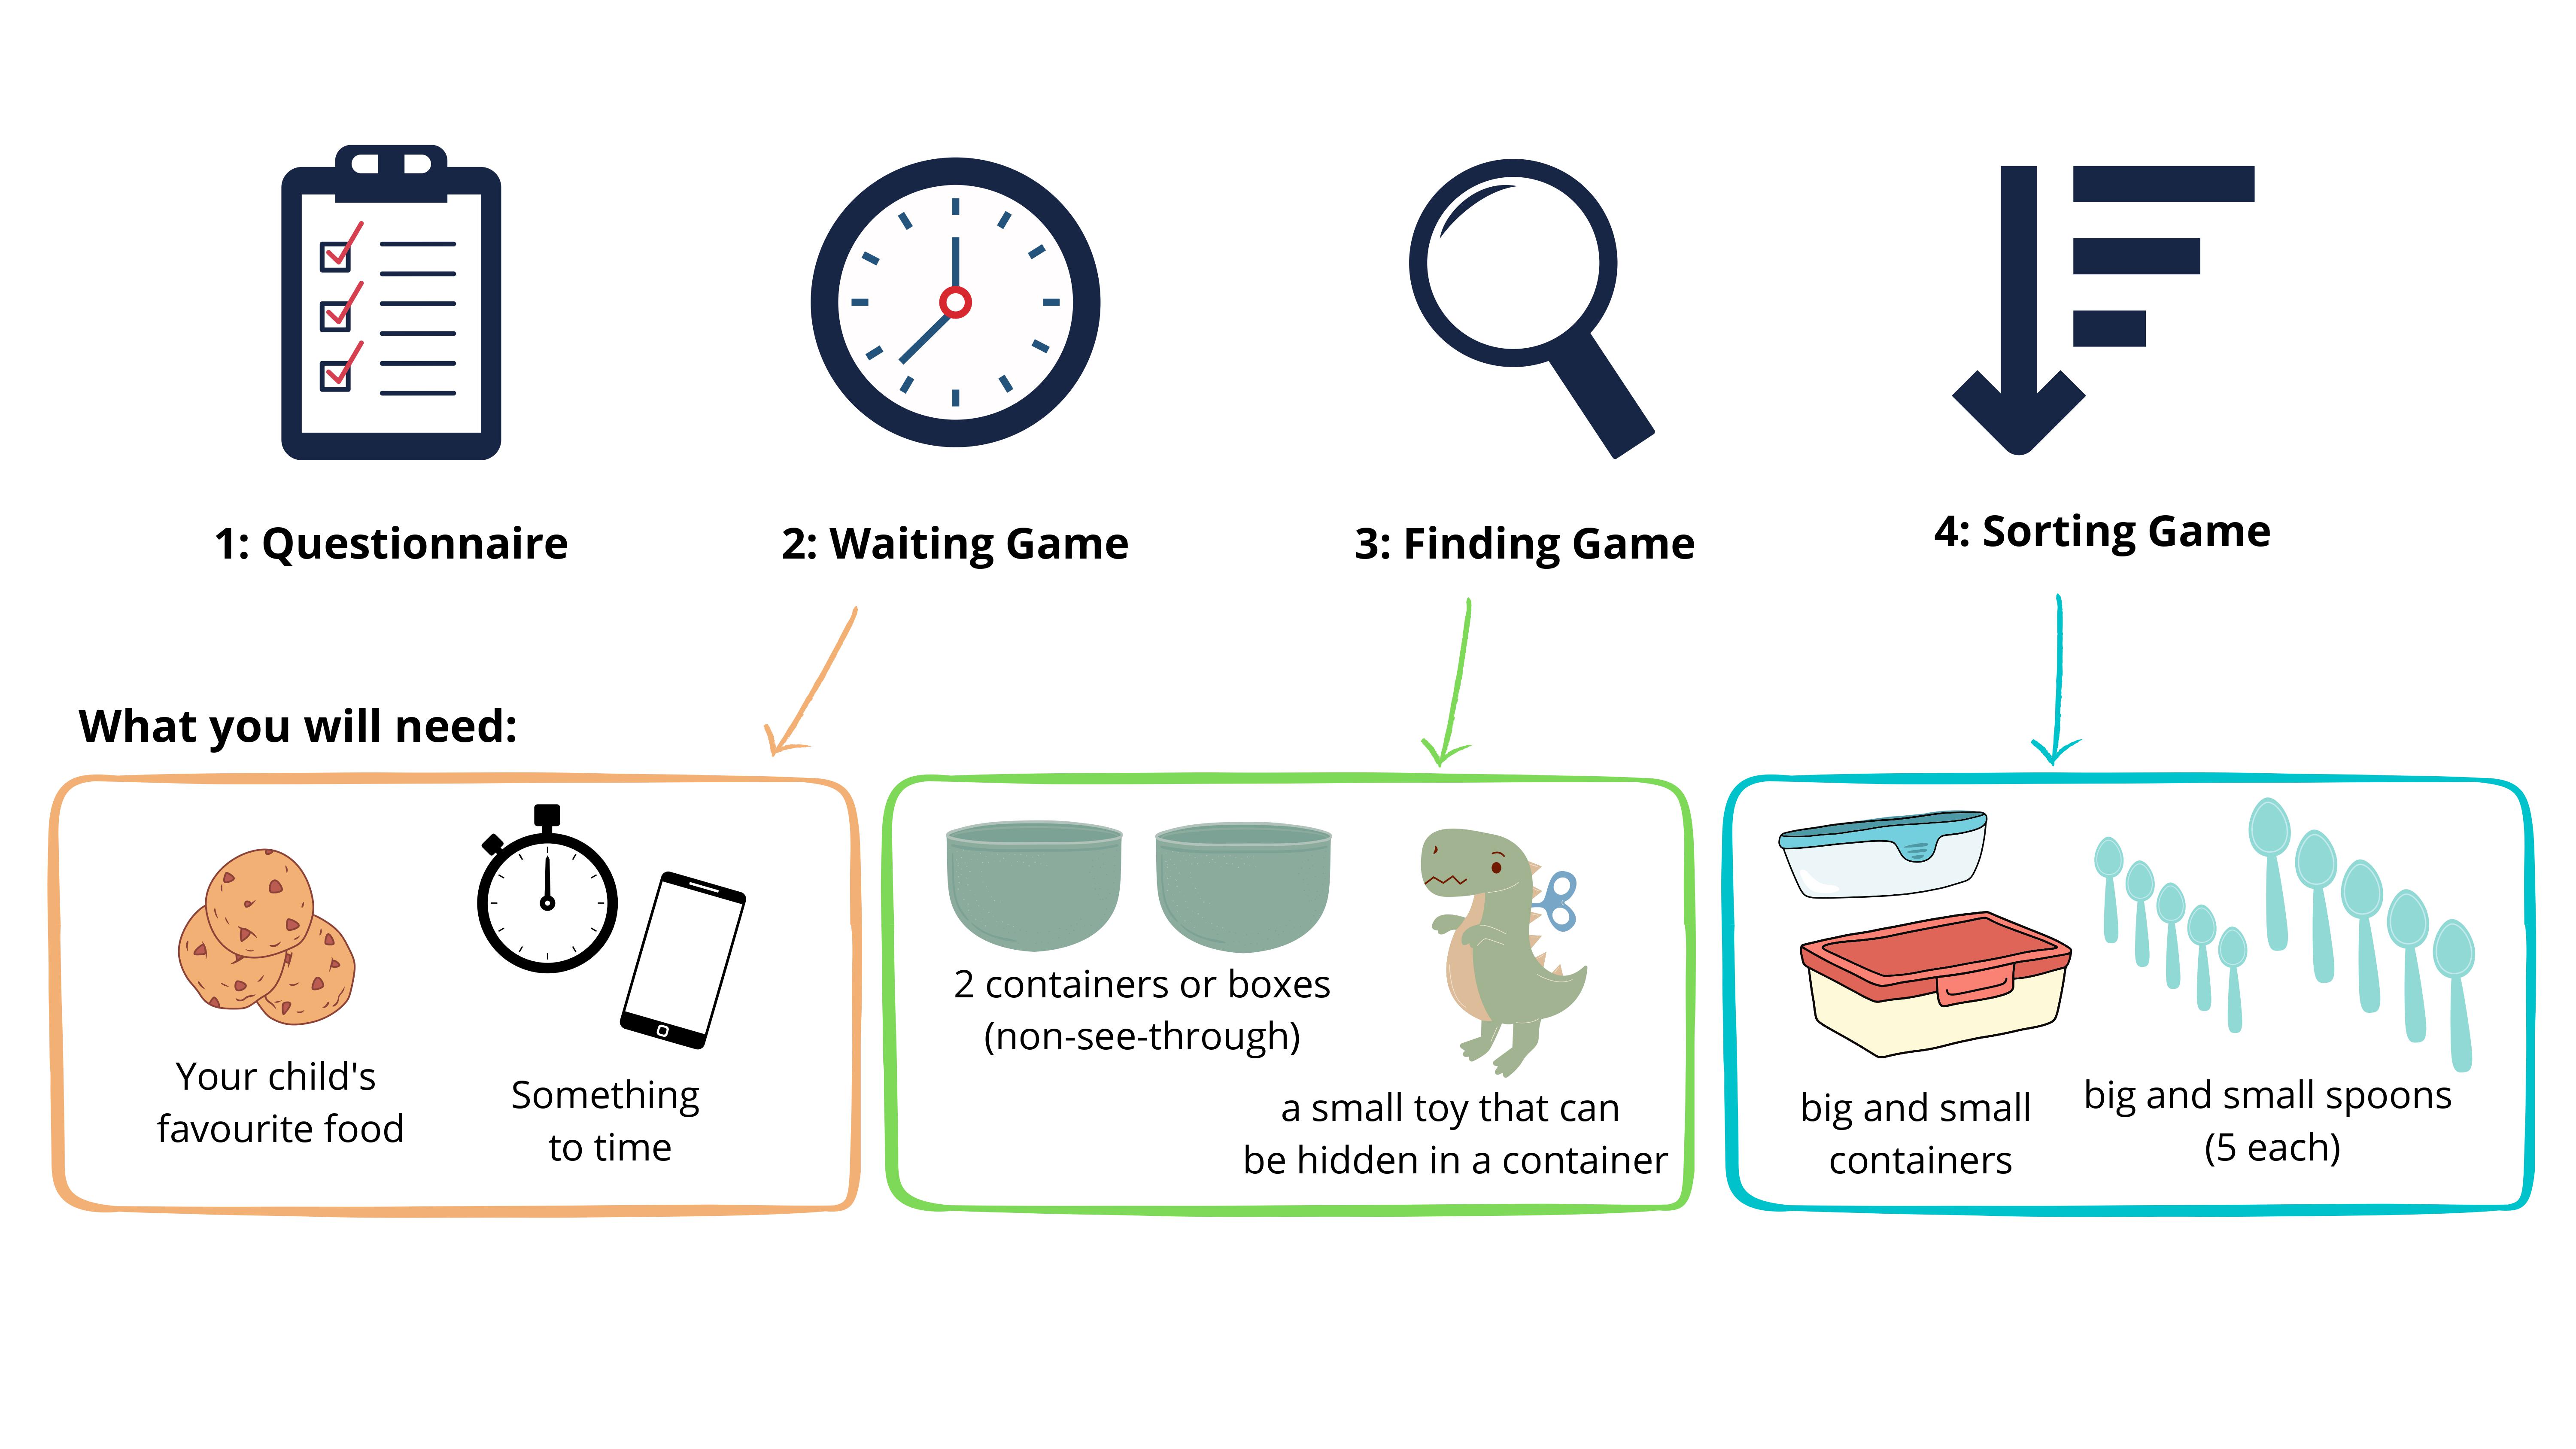 1: Questionnaire
2: Waiting Game
3: Finding Game
4: Sorting Game
What you will need:
Your child's
favourite food
Something
to time
2 containers or boxes
(non-see-through)
a small toy that can
be hidden in a container
big and small
containers
big and small spoons
(5 each)